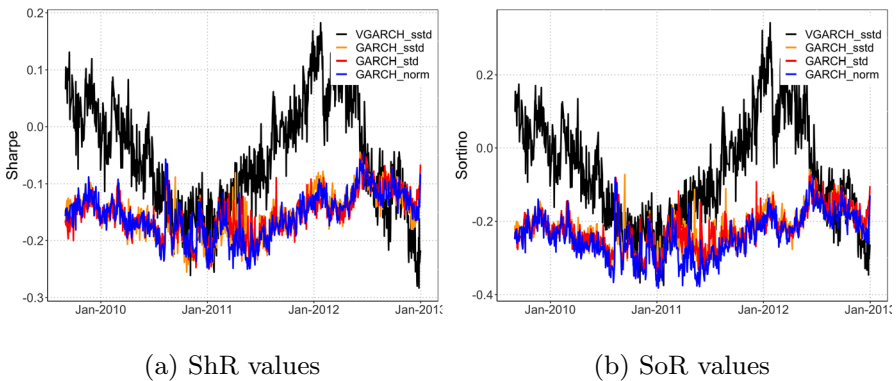 0.2
0.1
0.0
-0.1
-0.2
-0.3
Sharpe
Jan-2010
Jan-2011
Jan-2012
Jan-2013
VGARCH_sstd
GARCH_sstd
GARCH_std
GARCH_norm
(a) ShR values
0.2
0.0
-0.2
-0.4
Sortino
Jan-2010
Jan-2011
Jan-2012
Jan-2013
VGARCH_sstd
GARCH_sstd
GARCH_std
GARCH_norm
(b) SoR values